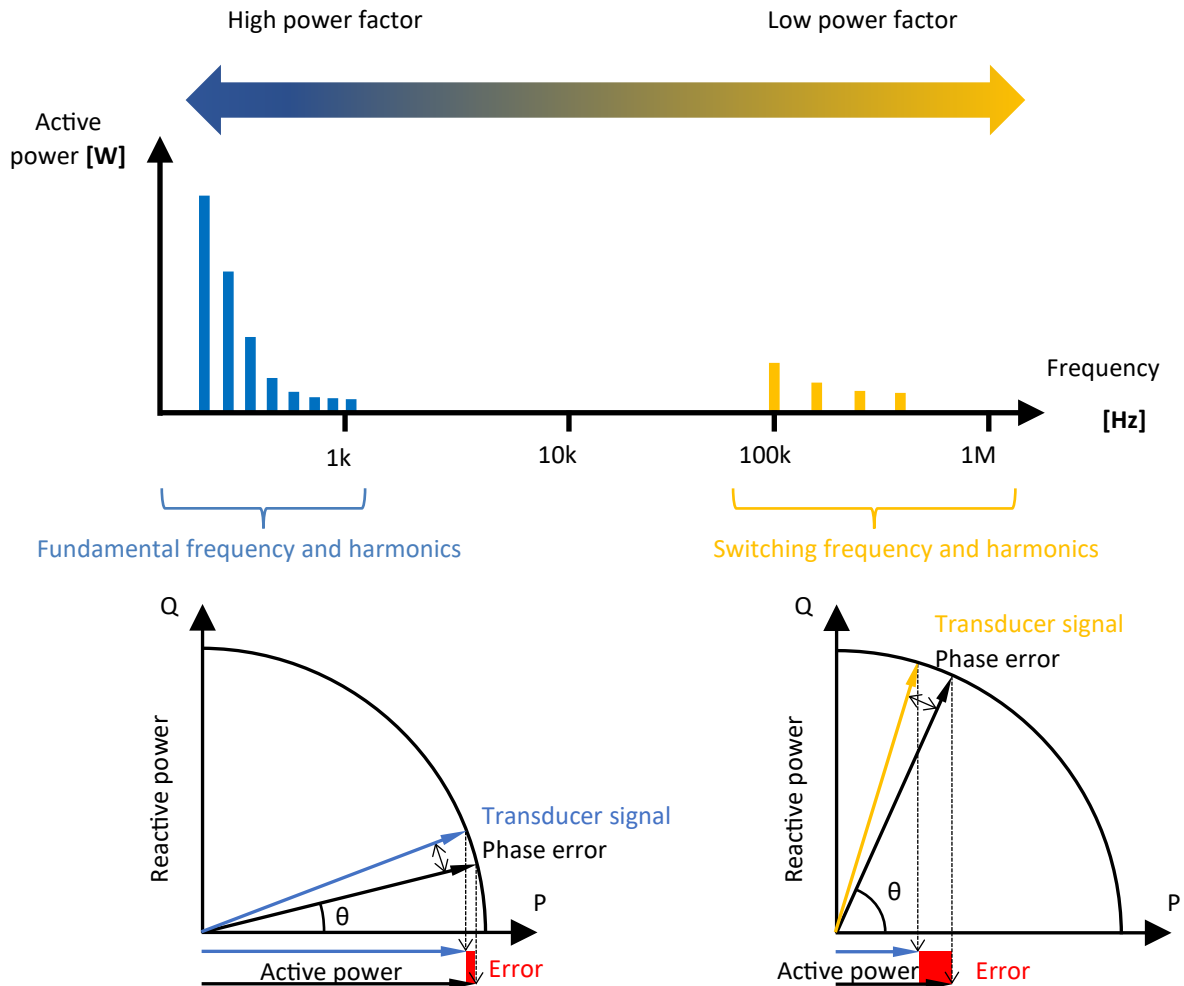 High power factor
Low power factor
Active
power [W]
Frequency
[Hz]
1k
10k
100k
1M
Fundamental frequency and harmonics
Switching frequency and harmonics
Q
Reactive power
Transducer signal
Phase error
θ
P
Active power
Error
Q
Reactive power
Transducer signal
Phase error
θ
P
Active power
Error